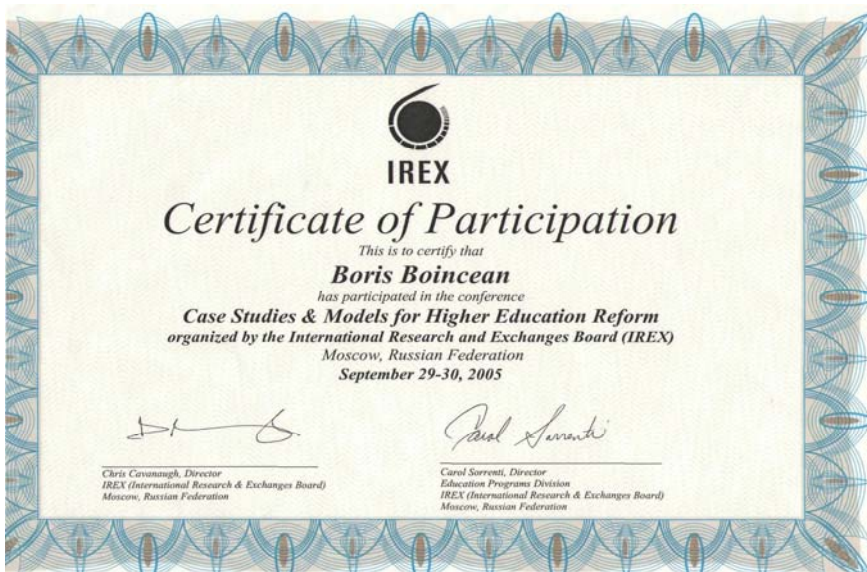 IREX
Certificate of Participation
This is to certify that
Boris Boincean
has participated in the conference
Case Studies & Models for Higher Education Reform
organized by the International Research and Exchanges Board (IREX)
Moscow, Russian Federation
September 29-30, 2005
Carol Sorrenti
Chris Cavanaugh, Director
IREX (International Research & Exchanges Board)
Moscow, Russian Federation
Carol Sorrenti, Director
Education Programs Division
IREX (International Research & Exchanges Board)
Moscow, Russian Federation